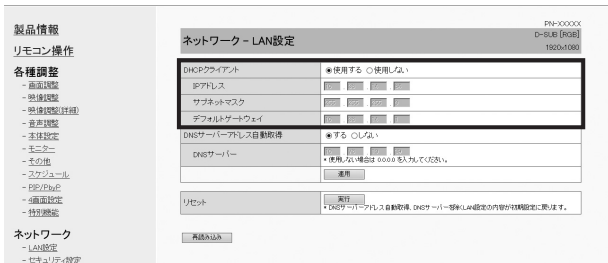 PN-XXXXX
D-SUB [RGB]
1920x1080
製品情報
リモコン操作
各種調整
- 画面調整
- 映像調整
- 映像調整(詳細)
- 音声調整
- 本体設定
- モニター
- その他
- スケジュール
- PIP/PbyP
- 4画面設定
- 特別機能
ネットワーク
- LAN設定
- セキュリティ設定
ネットワーク - LAN設定
DHCPクライアント ◉使用する ○使用しない
IPアドレス
サブネットマスク
デフォルトゲートウェイ
DNSサーバーアドレス自動取得 ◉する ○しない
DNSサーバー
* 使用しない場合は 0.0.0.0 を入力してください。
適用
リセット 実行
* DNSサーバーアドレス自動取得、DNSサーバーを除くLAN設定の内容が初期設定に戻ります。
再読み込み